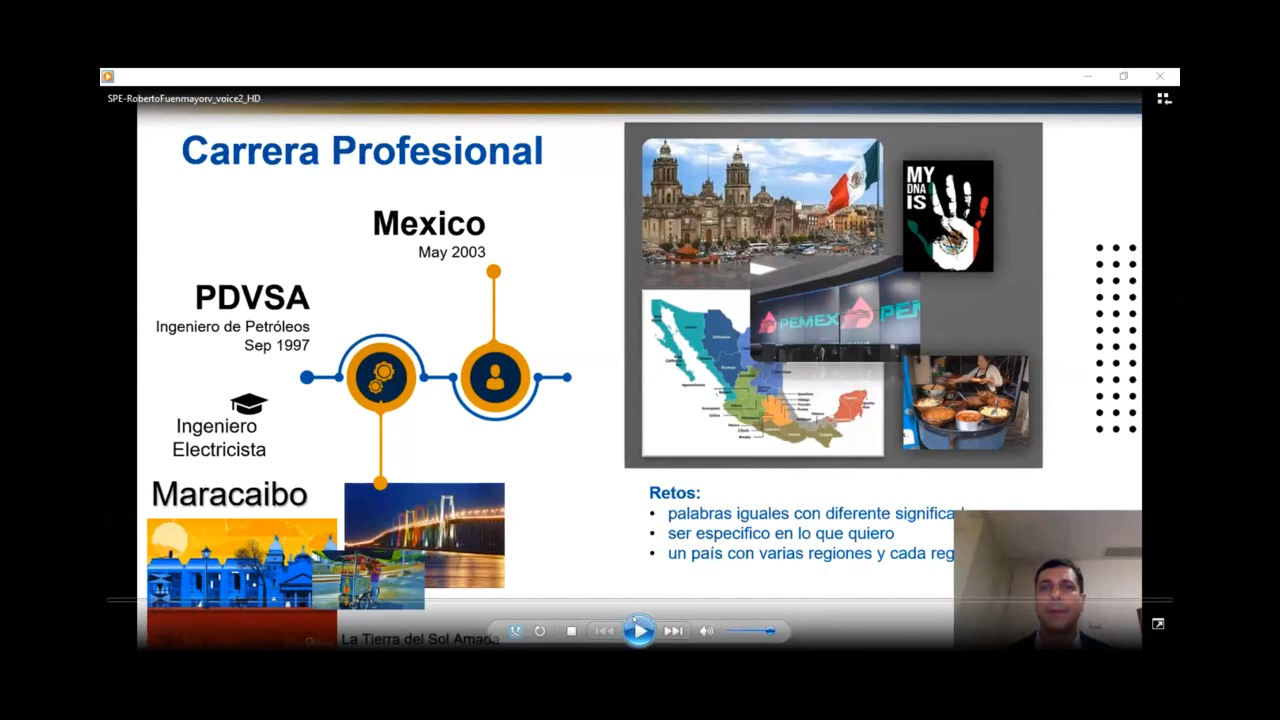 SPE-RobertoFuenmayorv_voice2_HD
Carrera Profesional
Mexico
May 2003
PDVSA
Ingeniero de Petróleos
Sep 1997
Ingeniero
Electricista
Maracaibo
La Tierra del Sol Amada
MY
DNA
IS
PEMEX
PEM
Retos:
• palabras iguales con diferente significad
• ser especifico en lo que quiero
• un país con varias regiones y cada reg